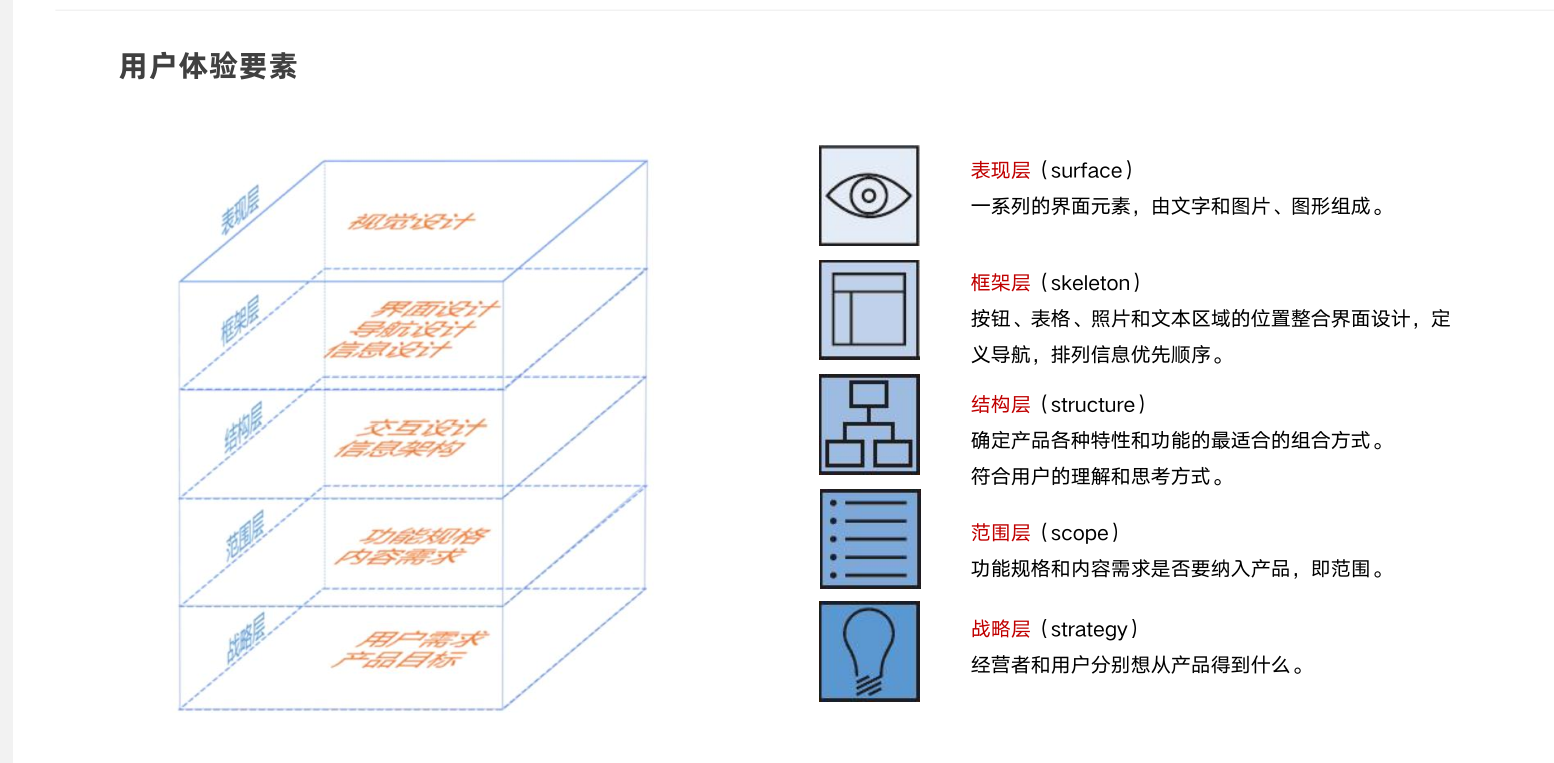 用户体验要素
表现层
视觉设计
框架层
界面设计
导航设计
信息设计
结构层
交互设计
信息架构
范围层
功能规格
内容需求
战略层
用户需求
产品目标
表现层（surface）
一系列的界面元素，由文字和图片、图形组成。
框架层（skeleton）
按钮、表格、照片和文本区域的位置整合界面设计，定
义导航，排列信息优先顺序。
结构层（structure）
确定产品各种特性和功能的最适合的组合方式。
符合用户的理解和思考方式。
范围层（scope）
功能规格和内容需求是否要纳入产品，即范围。
战略层（strategy）
经营者和用户分别想从产品得到什么。